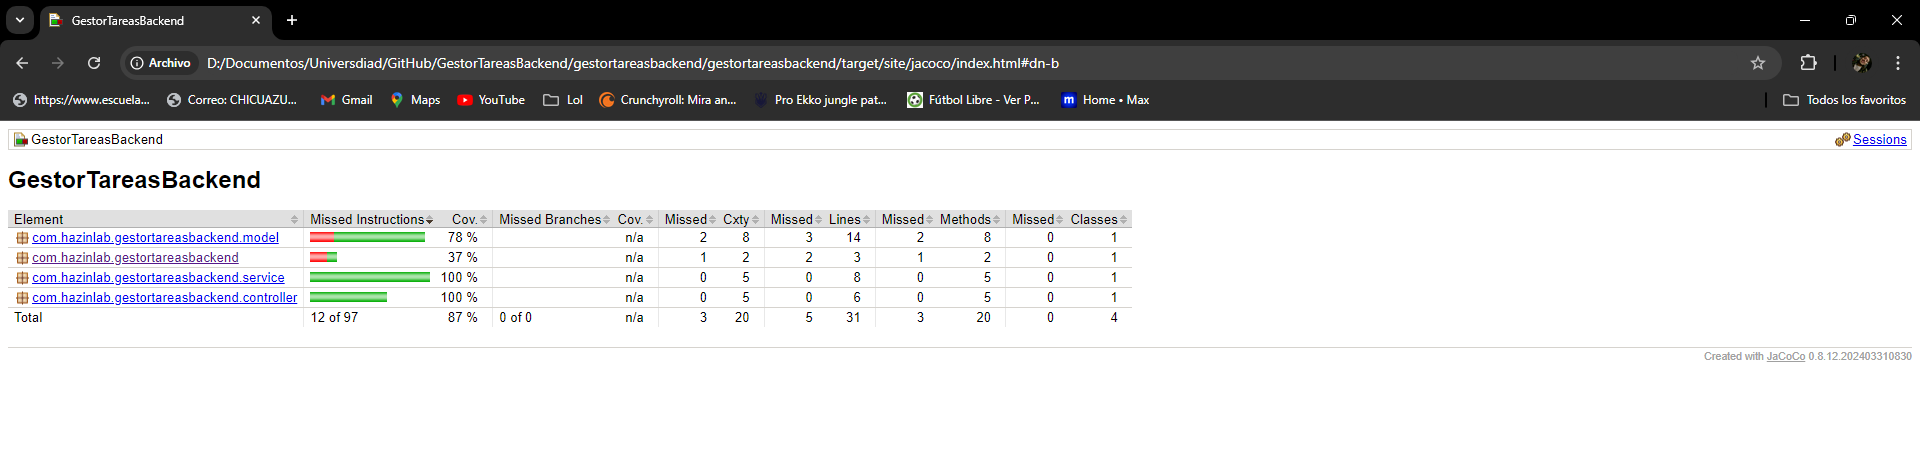 GestorTareasBackend
Archivo D:/Documentos/Universdiad/GitHub/GestorTareasBackend/gestortareasbackend/gestortareasbackend/target/site/jacoco/index.html#dn-b
https://www.escuela... Correo: CHICUAZU... Gmail Maps YouTube Lol Crunchyroll: Mira an... Pro Ekko jungle pat... Fútbol Libre - Ver P... Home • Max Todos los favoritos
GestorTareasBackend Sessions
GestorTareasBackend
Element Missed Instructions Cov. Missed Branches Cov. Missed Cxty Missed Lines Missed Methods Missed Classes
com.hazinlab.gestortareasbackend.model 78 % n/a 2 8 3 14 2 8 0 1
com.hazinlab.gestortareasbackend 37 % n/a 1 2 2 3 1 2 0 1
com.hazinlab.gestortareasbackend.service 100 % n/a 0 5 0 8 0 5 0 1
com.hazinlab.gestortareasbackend.controller 100 % n/a 0 5 0 6 0 5 0 1
Total 12 of 97 87 % 0 of 0 n/a 3 20 5 31 3 20 0 4
Created with JaCoCo 0.8.12.202403310830